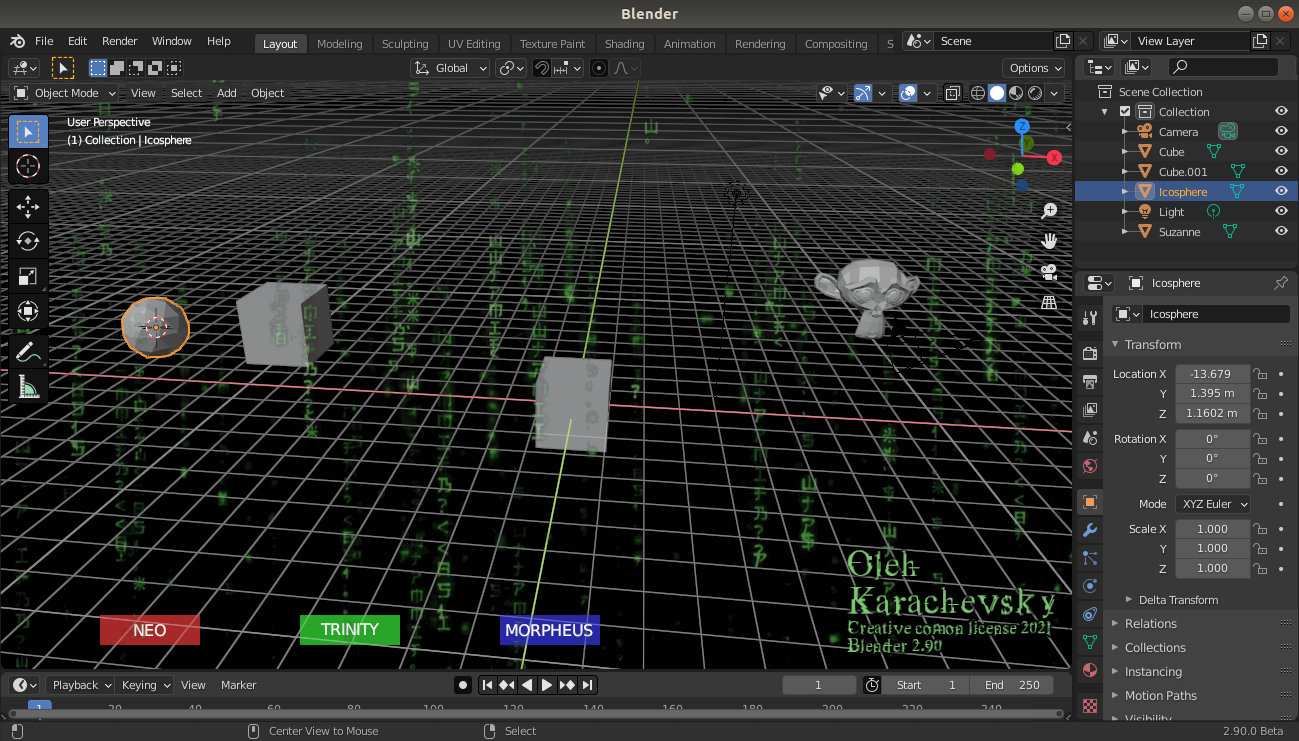 Blender
File Edit Render Window Help Layout Modeling Sculpting UV Editing Texture Paint Shading Animation Rendering Compositing S Scene View Layer
Global Options
Object Mode View Select Add Object
User Perspective
(1) Collection | Icosphere
Z
X
Scene Collection
Collection
Camera
Cube
Cube.001
Icosphere
Light
Suzanne
Icosphere
Icosphere
Transform
Location X -13.679
Y 1.395 m
Z 1.1602 m
Rotation X 0°
Y 0°
Z 0°
Mode XYZ Euler
Scale X 1.000
Y 1.000
Z 1.000
Delta Transform
Relations
Collections
Instancing
Motion Paths
Visibility
Oleh
Karachevsky
Creative comon license 2021
Blender 2.90
NEO TRINITY MORPHEUS
Playback Keying View Marker 1 Start 1 End 250
1 20 40 60 80 100 120 140 160 180 200 220 240
Center View to Mouse Select 2.90.0 Beta